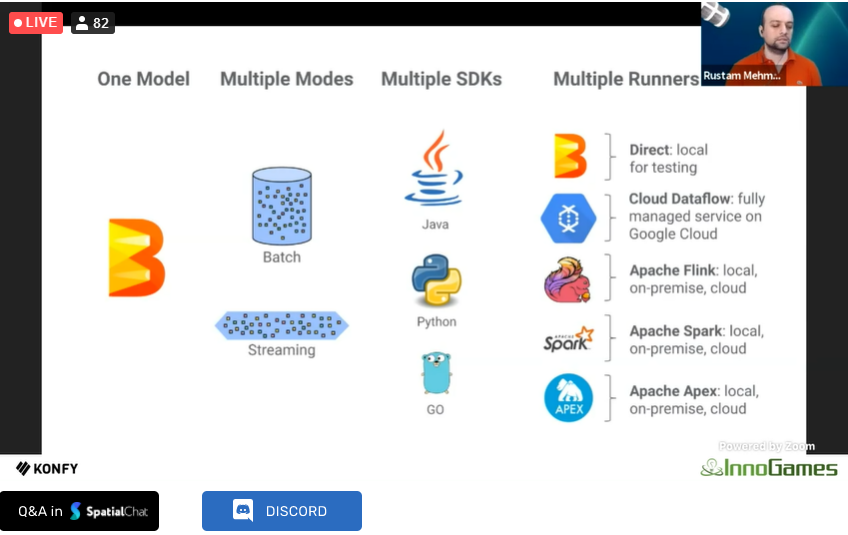 LIVE
82
Rustam Mehm...
One Model
Multiple Modes
Multiple SDKs
Multiple Runners
Batch
Streaming
Java
Python
GO
Direct: local
for testing
Cloud Dataflow: fully
managed service on
Google Cloud
Apache Flink: local,
on-premise, cloud
APACHE
Spark
Apache Spark: local,
on-premise, cloud
APEX
Apache Apex: local,
on-premise, cloud
Powered by Zoom
KONFY
InnoGames
Q&A in SpatialChat
DISCORD